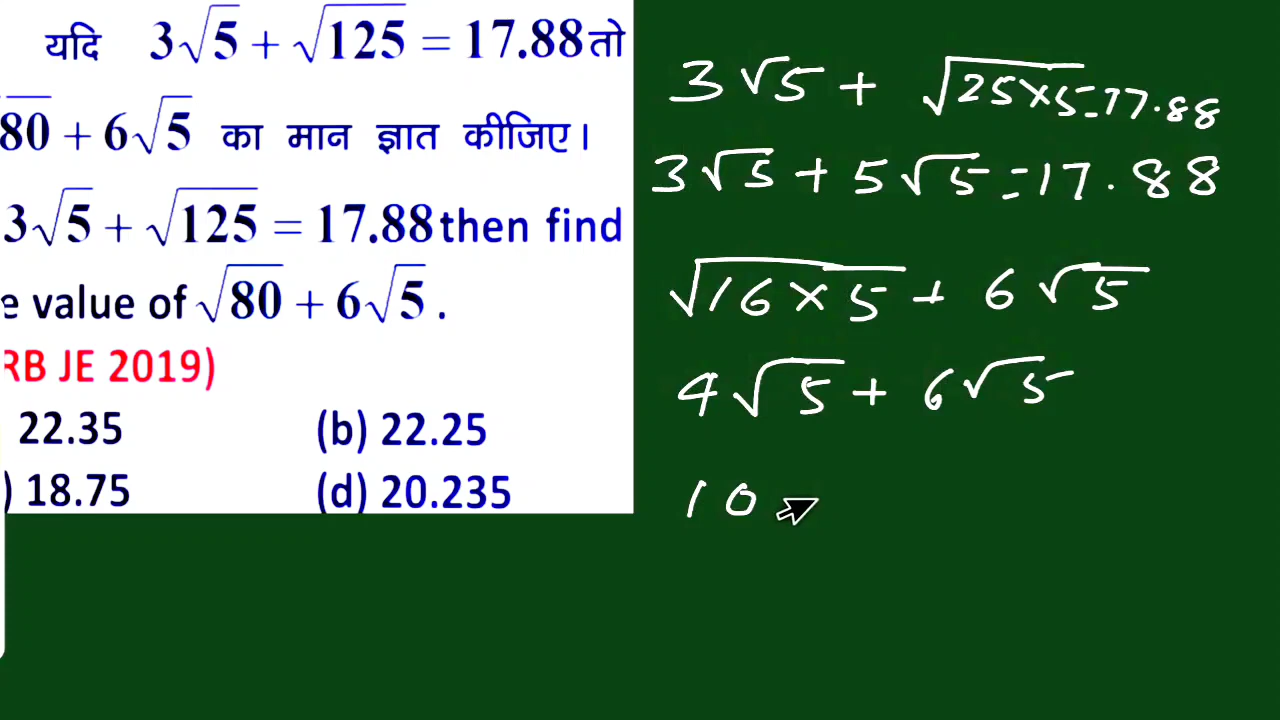 यदि 3√5 + √125 = 17.88 तो
80 + 6√5 का मान ज्ञात कीजिए।
3√5 + √125 = 17.88 then find
e value of √80 + 6√5 .
RB JE 2019)
22.35 (b) 22.25
) 18.75 (d) 20.235
3√5 + √25×5 = 17.88
3√5 + 5√5 = 17.88
√16×5 + 6√5
4√5 + 6√5
10